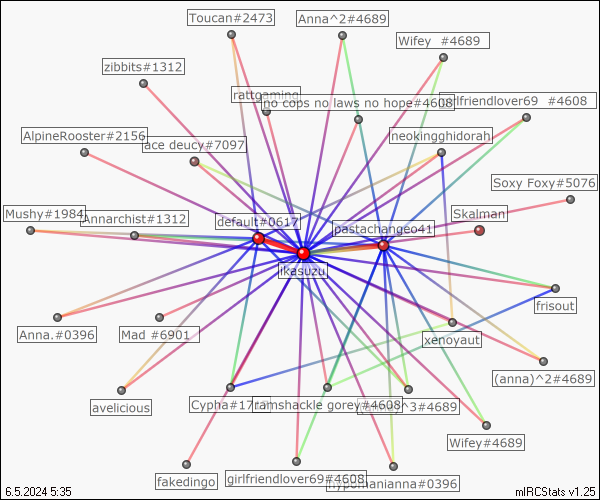 Toucan#2473
Anna^2#4689
Wifey #4689
zibbits#1312
rattgaming
no cops no laws no hope#4608
girlfriendlover69 #4608
AlpineRooster#2156
ace deucy#7097
neokingghidorah
Soxy Foxy#5076
Mushy#1984
Annarchist#1312
default#0617
pastachangeo41
Skalman
ikasuzu
frisout
Anna.#0396
Mad #6901
xenoyaut
(anna)^2#4689
avelicious
ramshackle gorey#4608
^3#4689
Wifey#4689
fakedingo
girlfriendlover69#4608
hypomanianna#0396
6.5.2024 5:35
mIRCStats v1.25